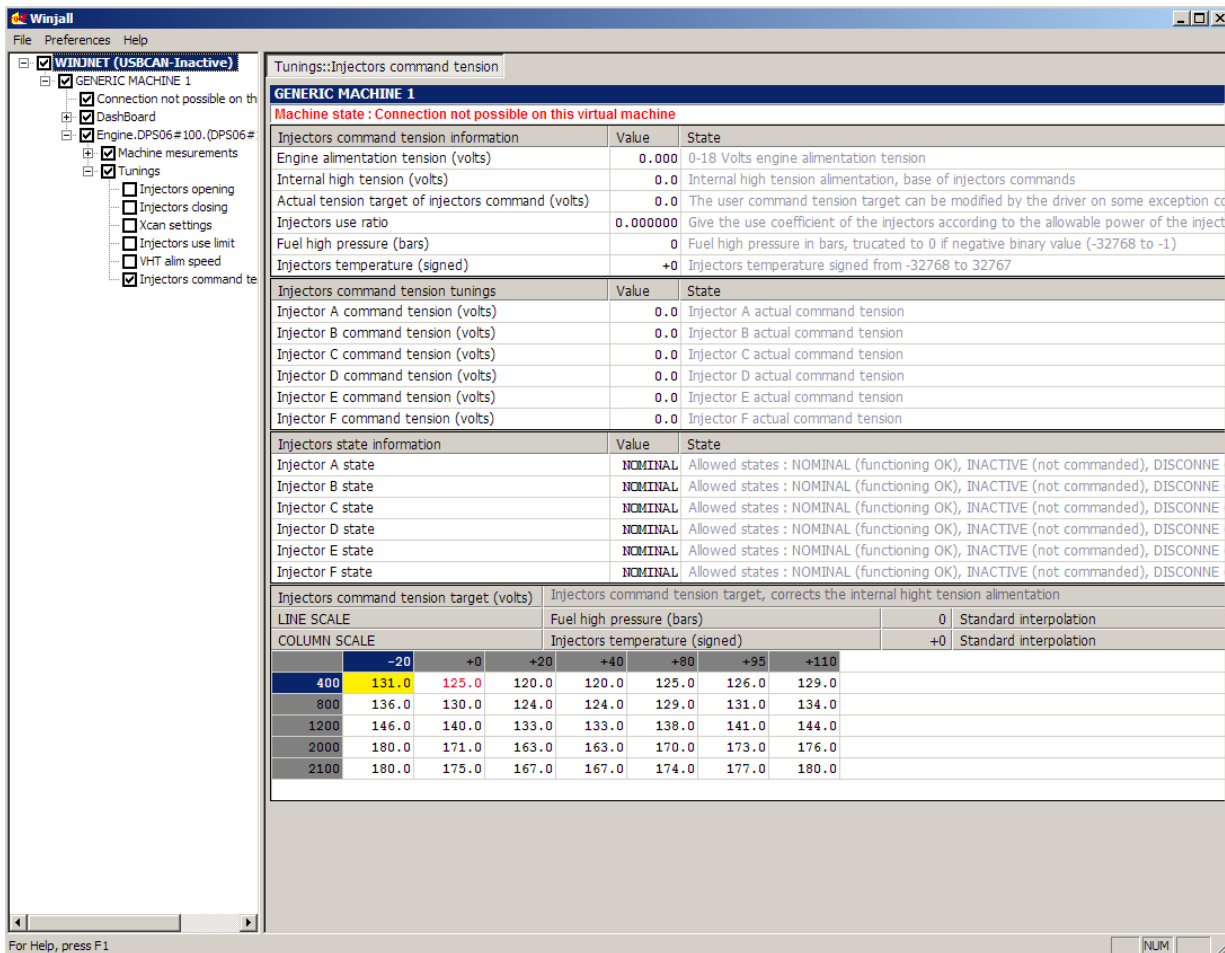 Winjall
File Preferences Help
WINJNET (USBCAN-Inactive)
GENERIC MACHINE 1
Connection not possible on th
DashBoard
Engine.DPS06#100.(DPS06#
Machine mesurements
Tunings
Injectors opening
Injectors closing
Xcan settings
Injectors use limit
VHT alim speed
Injectors command te
Tunings::Injectors command tension
GENERIC MACHINE 1
Machine state : Connection not possible on this virtual machine
Injectors command tension information Value State
Engine alimentation tension (volts) 0.000 0-18 Volts engine alimentation tension
Internal high tension (volts) 0.0 Internal high tension alimentation, base of injectors commands
Actual tension target of injectors command (volts) 0.0 The user command tension target can be modified by the driver on some exception co
Injectors use ratio 0.000000 Give the use coefficient of the injectors according to the allowable power of the inject
Fuel high pressure (bars) 0 Fuel high pressure in bars, trucated to 0 if negative binary value (-32768 to -1)
Injectors temperature (signed) +0 Injectors temperature signed from -32768 to 32767
Injectors command tension tunings Value State
Injector A command tension (volts) 0.0 Injector A actual command tension
Injector B command tension (volts) 0.0 Injector B actual command tension
Injector C command tension (volts) 0.0 Injector C actual command tension
Injector D command tension (volts) 0.0 Injector D actual command tension
Injector E command tension (volts) 0.0 Injector E actual command tension
Injector F command tension (volts) 0.0 Injector F actual command tension
Injectors state information Value State
Injector A state NOMINAL Allowed states : NOMINAL (functioning OK), INACTIVE (not commanded), DISCONNE
Injector B state NOMINAL Allowed states : NOMINAL (functioning OK), INACTIVE (not commanded), DISCONNE
Injector C state NOMINAL Allowed states : NOMINAL (functioning OK), INACTIVE (not commanded), DISCONNE
Injector D state NOMINAL Allowed states : NOMINAL (functioning OK), INACTIVE (not commanded), DISCONNE
Injector E state NOMINAL Allowed states : NOMINAL (functioning OK), INACTIVE (not commanded), DISCONNE
Injector F state NOMINAL Allowed states : NOMINAL (functioning OK), INACTIVE (not commanded), DISCONNE
Injectors command tension target (volts) Injectors command tension target, corrects the internal hight tension alimentation
LINE SCALE Fuel high pressure (bars) 0 Standard interpolation
COLUMN SCALE Injectors temperature (signed) +0 Standard interpolation
-20 +0 +20 +40 +80 +95 +110
400 131.0 125.0 120.0 120.0 125.0 126.0 129.0
800 136.0 130.0 124.0 124.0 129.0 131.0 134.0
1200 146.0 140.0 133.0 133.0 138.0 141.0 144.0
2000 180.0 171.0 163.0 163.0 170.0 173.0 176.0
2100 180.0 175.0 167.0 167.0 174.0 177.0 180.0
For Help, press F1 NUM